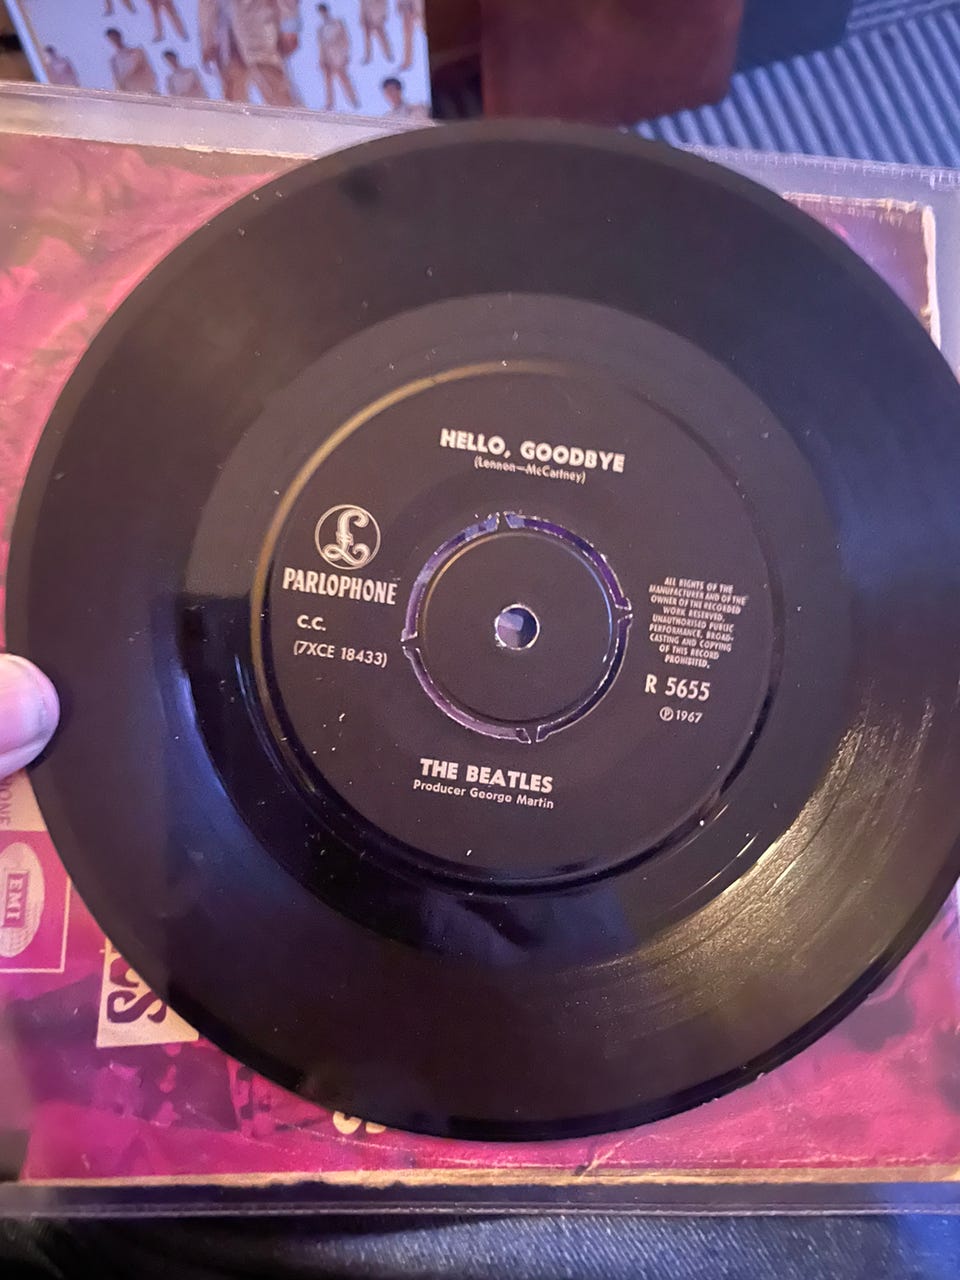 HELLO, GOODBYE
(Lennon—McCartney)
£
PARLOPHONE
C.C.
(7XCE 18433)
ALL RIGHTS OF THE
MANUFACTURER AND OF THE
OWNER OF THE RECORDED
WORK RESERVED.
UNAUTHORISED PUBLIC
PERFORMANCE, BROAD-
CASTING AND COPYING
OF THIS RECORD
PROHIBITED.
R 5655
Ⓟ 1967
THE BEATLES
Producer George Martin
ONE
EMI
ES